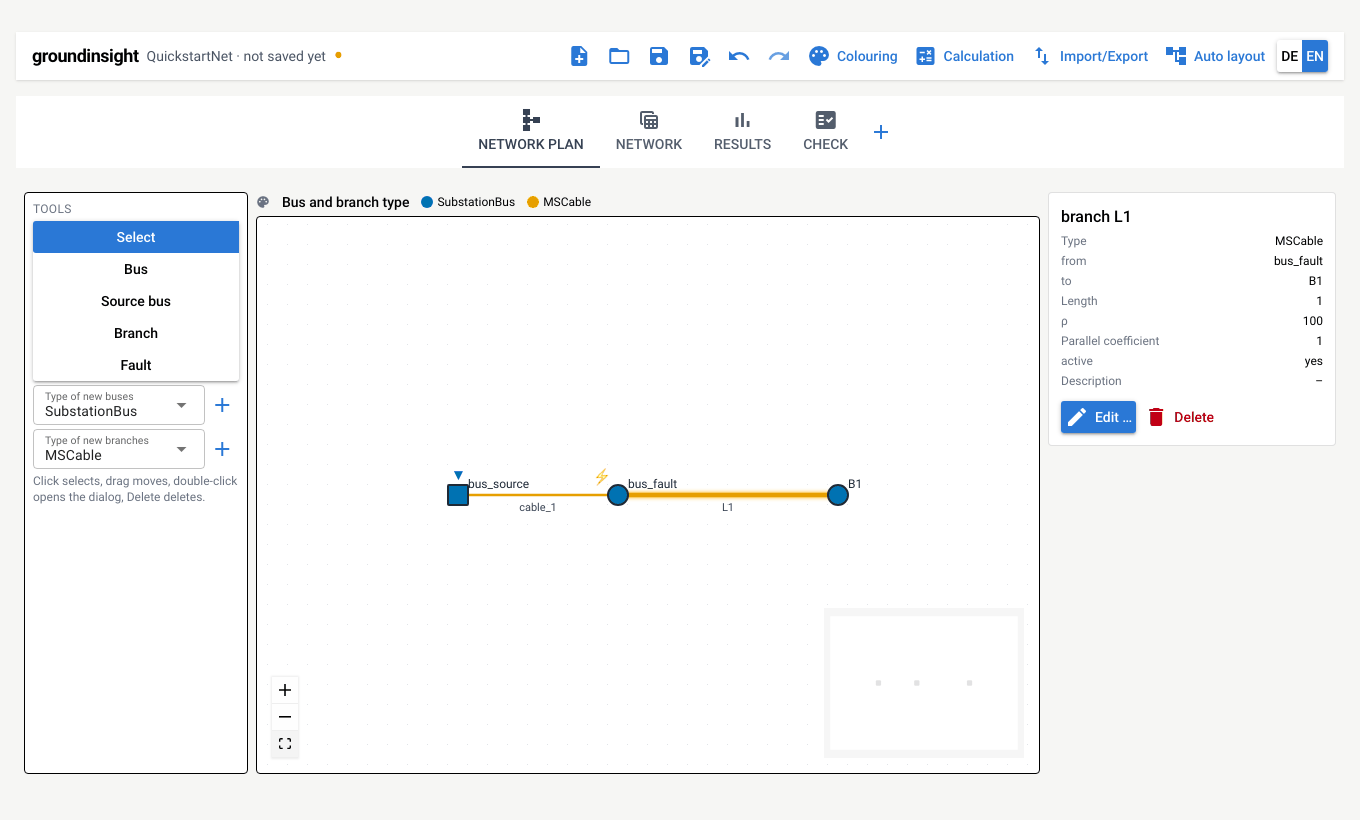 groundinsight QuickstartNet · not saved yet
Colouring
Calculation
Import/Export
Auto layout
DE EN
NETWORK PLAN
NETWORK
RESULTS
CHECK
TOOLS
Select
Bus
Source bus
Branch
Fault
Type of new buses
SubstationBus
Type of new branches
MSCable
Click selects, drag moves, double-click
opens the dialog, Delete deletes.
Bus and branch type SubstationBus MSCable
bus_source
bus_fault
B1
cable_1
L1
branch L1
Type MSCable
from bus_fault
to B1
Length 1
ρ 100
Parallel coefficient 1
active yes
Description –
Edit ...
Delete